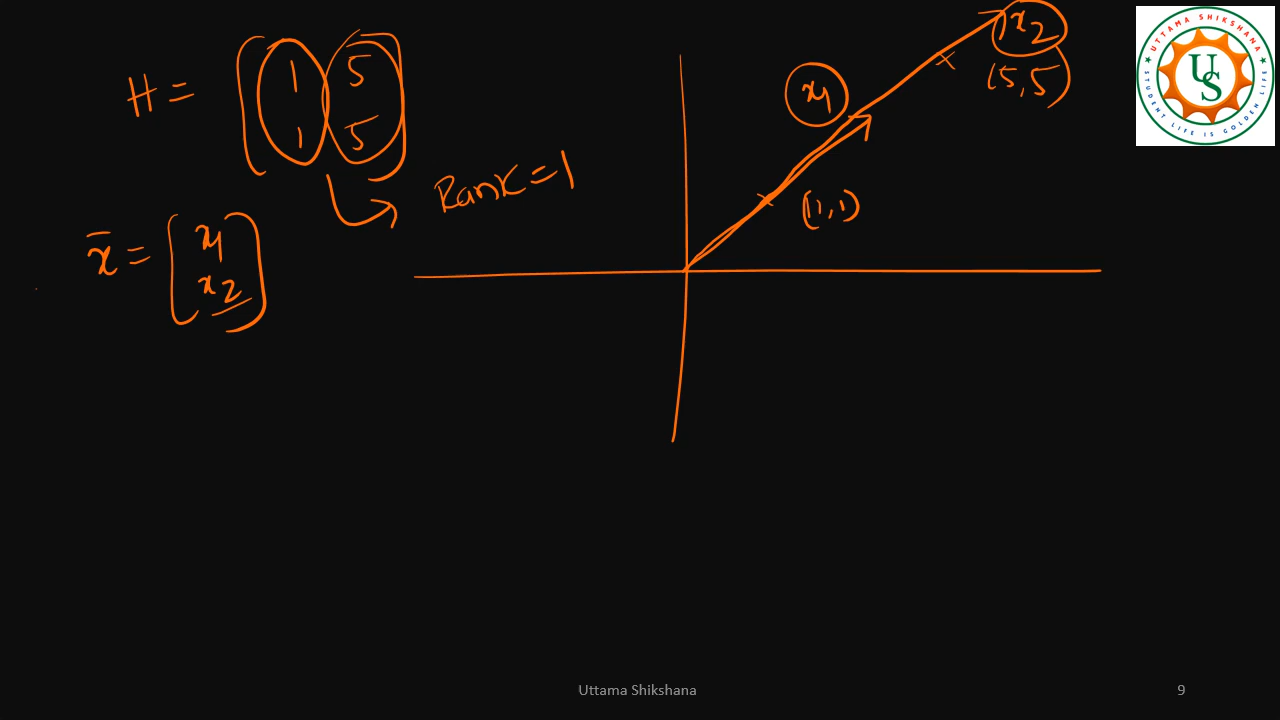 H = [1 5
1 5]
Rank = 1
x̄ = [x1
x2]
x1
(1,1)
x2
(5,5)
UTTAMA SHIKSHANA
US
STUDENT LIFE IS GOLDEN LIFE
Uttama Shikshana
9